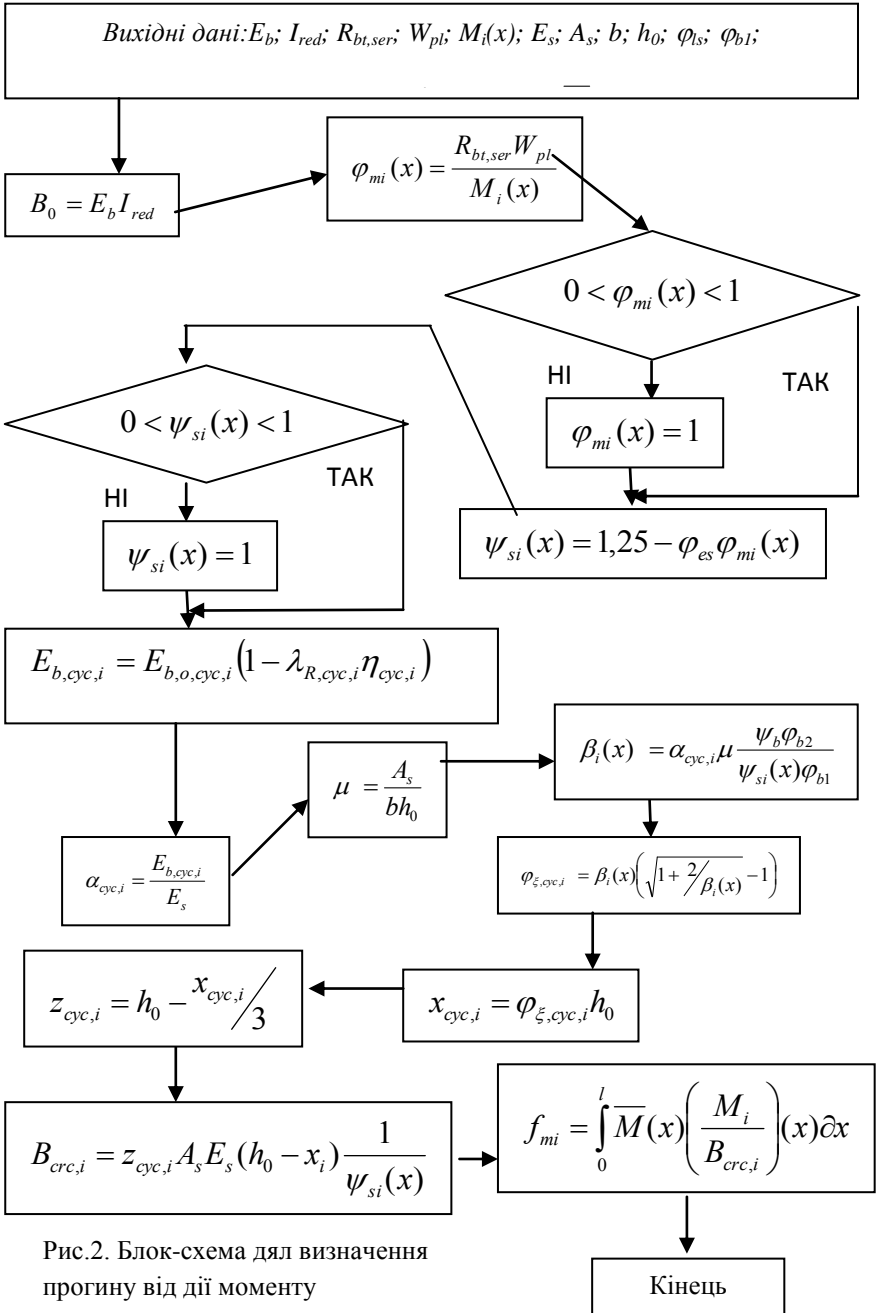 Вихідні дані:E_b; I_red; R_bt,ser; W_pl; M_i(x); E_s; A_s; b; h_0; φ_ls; φ_b1;
B_0 = E_b I_red
φ_mi(x) = R_bt,ser W_pl / M_i(x)
0 < φ_mi(x) < 1
НІ
ТАК
φ_mi(x) = 1
ψ_si(x) = 1,25 − φ_es φ_mi(x)
0 < ψ_si(x) < 1
ТАК
НІ
ψ_si(x) = 1
E_b,cyc,i = E_b,o,cyc,i (1 − λ_R,cyc,i η_cyc,i)
α_cyc,i = E_b,cyc,i / E_s
μ = A_s / bh_0
β_i(x) = α_cyc,i μ ψ_b φ_b2 / ψ_si(x)φ_b1
φ_ξ,cyc,i = β_i(x)(√(1 + 2/β_i(x)) − 1)
x_cyc,i = φ_ξ,cyc,i h_0
z_cyc,i = h_0 − x_cyc,i / 3
B_crc,i = z_cyc,i A_s E_s (h_0 − x_i) 1 / ψ_si(x)
f_mi = ∫_0^l M̅(x) (M_i / B_crc,i)(x)∂x
Рис.2. Блок-схема дял визначення
прогину від дії моменту
Кінець